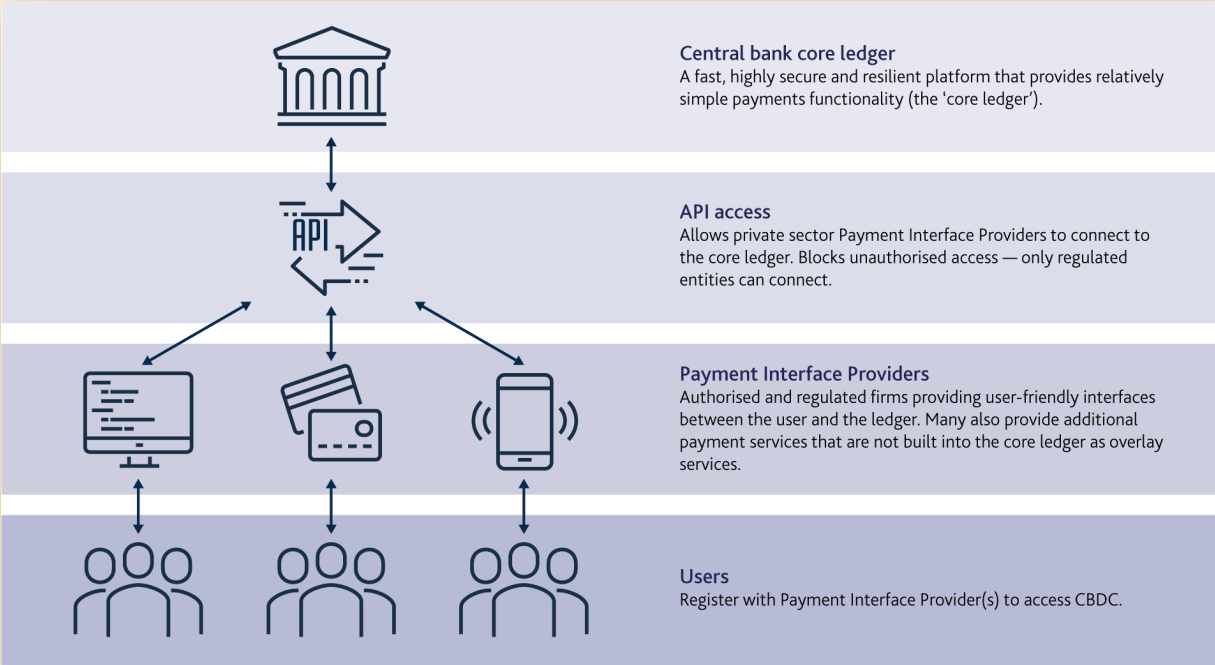 Central bank core ledger
A fast, highly secure and resilient platform that provides relatively
simple payments functionality (the ‘core ledger’).
API
API access
Allows private sector Payment Interface Providers to connect to
the core ledger. Blocks unauthorised access — only regulated
entities can connect.
Payment Interface Providers
Authorised and regulated firms providing user-friendly interfaces
between the user and the ledger. Many also provide additional
payment services that are not built into the core ledger as overlay
services.
Users
Register with Payment Interface Provider(s) to access CBDC.